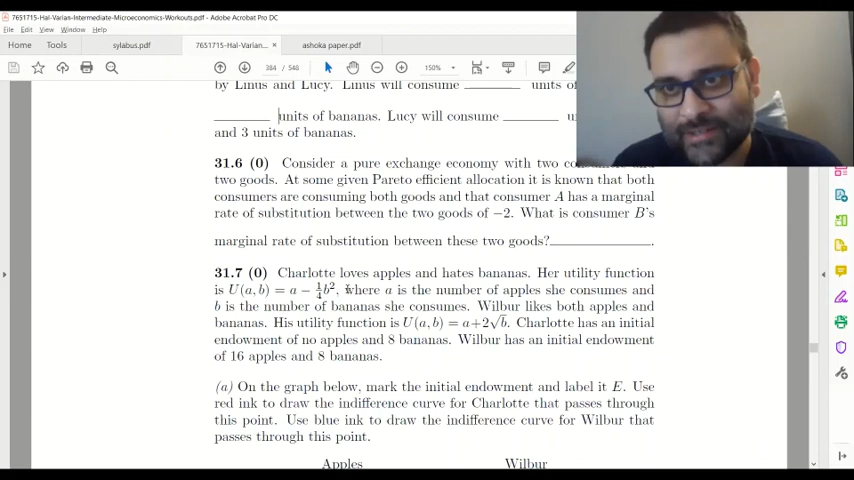 7651715-Hal-Varian-Intermediate-Microeconomics-Workouts.pdf - Adobe Acrobat Pro DC
File Edit View Window Help
Home Tools sylabus.pdf 7651715-Hal-Varian... × ashoka paper.pdf
384 / 548 150%
by Linus and Lucy. Linus will consume units of
units of bananas. Lucy will consume
and 3 units of bananas.
31.6 (0) Consider a pure exchange economy with two and
two goods. At some given Pareto efficient allocation it is known that both
consumers are consuming both goods and that consumer A has a marginal
rate of substitution between the two goods of −2. What is consumer B's
marginal rate of substitution between these two goods? .
31.7 (0) Charlotte loves apples and hates bananas. Her utility function
is U(a, b) = a − 1/4 b², where a is the number of apples she consumes and
b is the number of bananas she consumes. Wilbur likes both apples and
bananas. His utility function is U(a, b) = a+2√b. Charlotte has an initial
endowment of no apples and 8 bananas. Wilbur has an initial endowment
of 16 apples and 8 bananas.
(a) On the graph below, mark the initial endowment and label it E. Use
red ink to draw the indifference curve for Charlotte that passes through
this point. Use blue ink to draw the indifference curve for Wilbur that
passes through this point.
Apples Wilbur